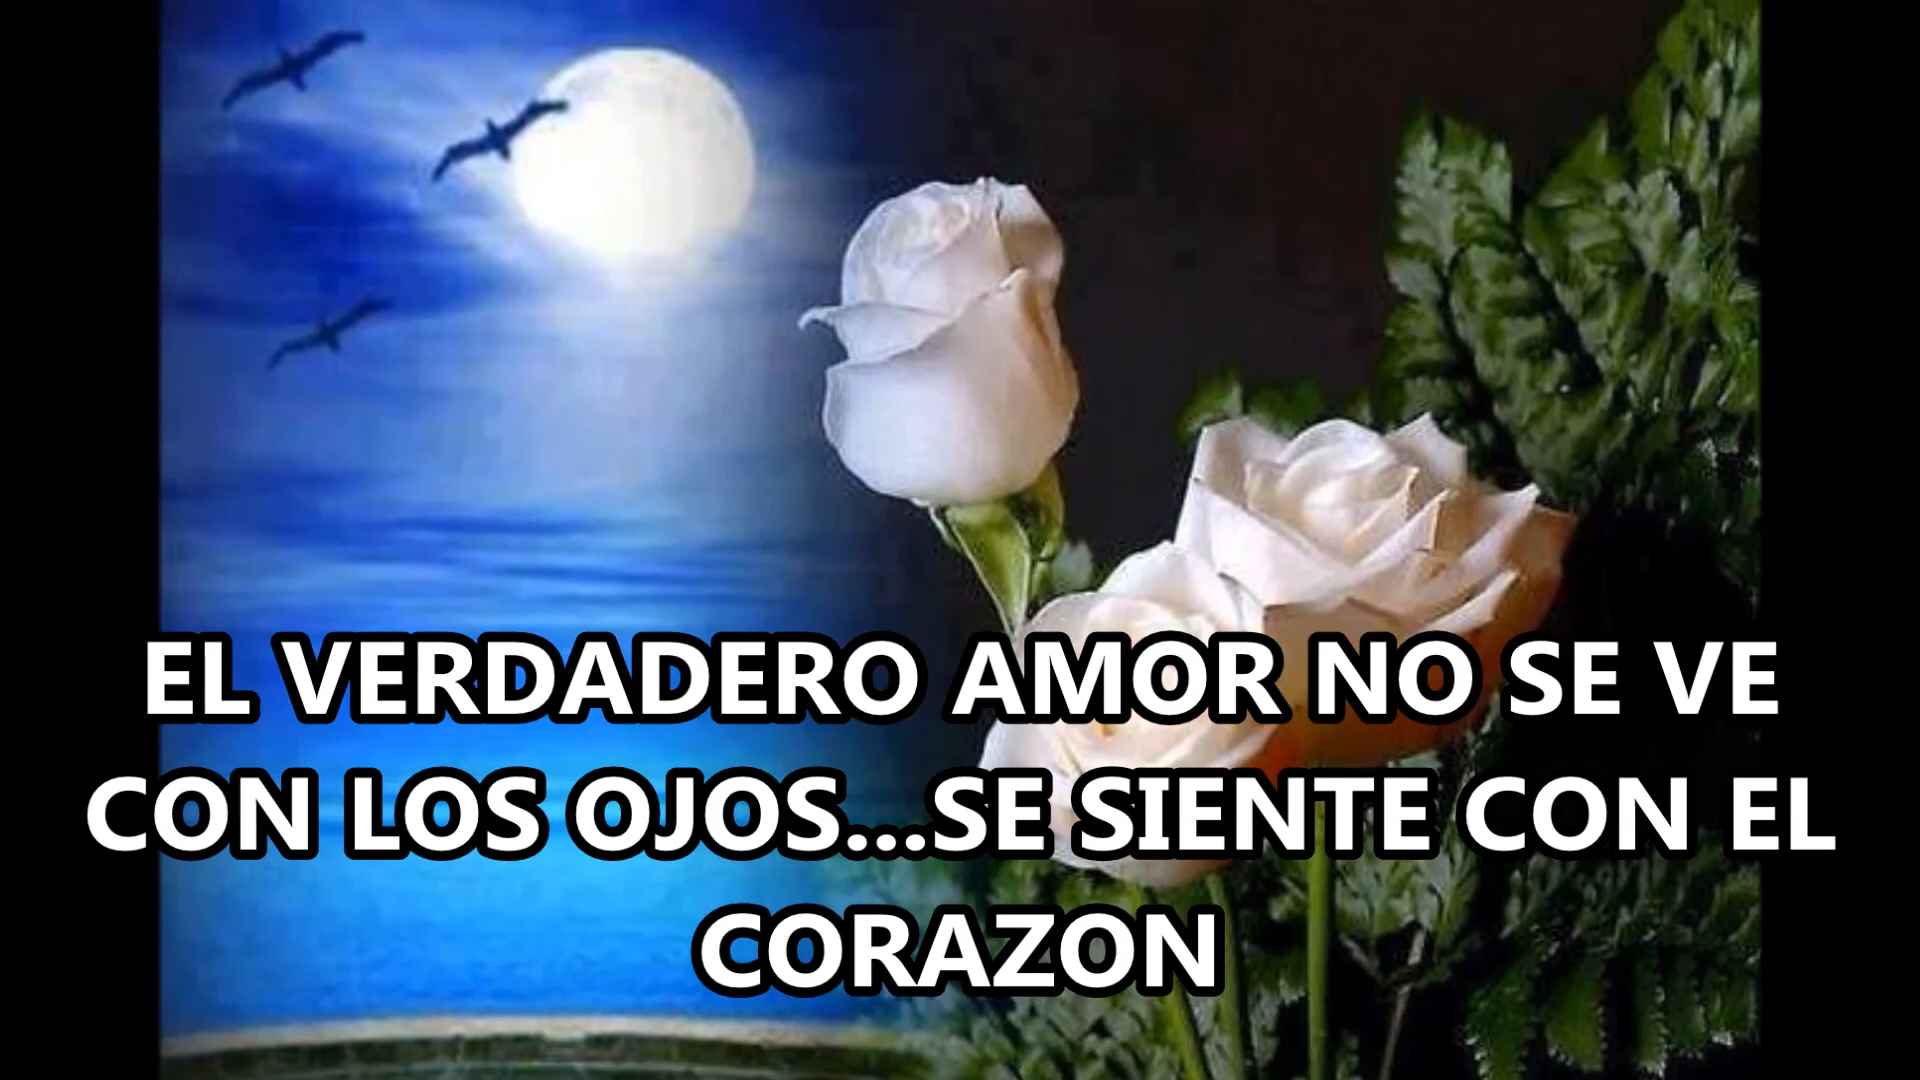 EL VERDADERO AMOR NO SE VE
CON LOS OJOS...SE SIENTE CON EL
CORAZON